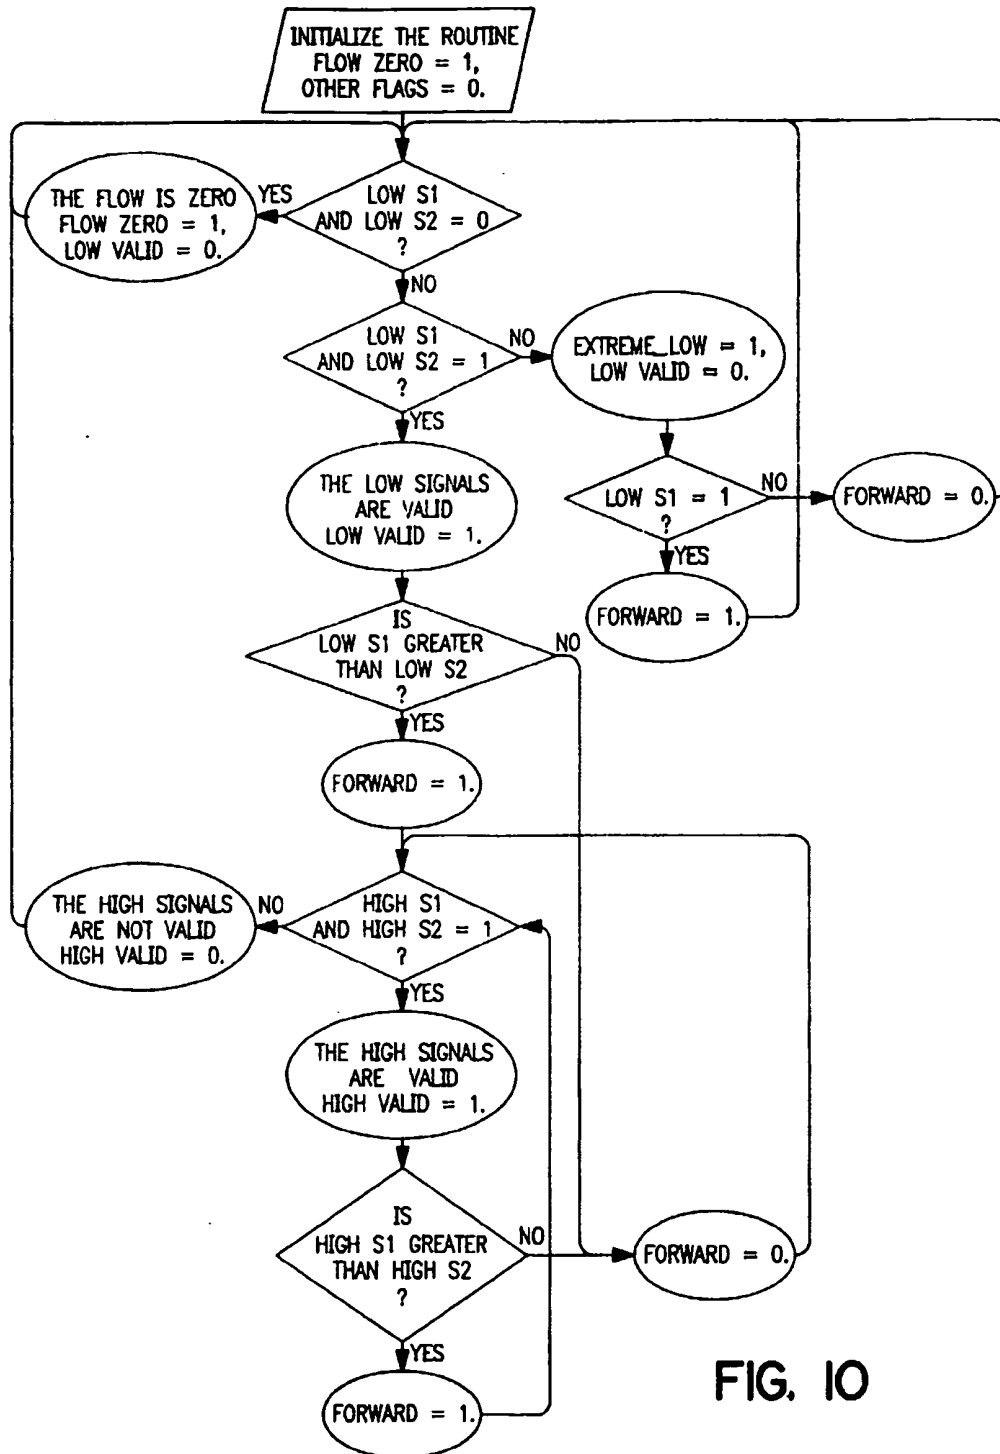 INITIALIZE THE ROUTINE
FLOW ZERO = 1,
OTHER FLAGS = 0.
THE FLOW IS ZERO
FLOW ZERO = 1,
LOW VALID = 0.
YES
LOW S1
AND LOW S2 = 0
?
NO
LOW S1
AND LOW S2 = 1
?
NO
EXTREME_LOW = 1,
LOW VALID = 0.
YES
THE LOW SIGNALS
ARE VALID
LOW VALID = 1.
LOW S1 = 1
?
NO
FORWARD = 0.
YES
FORWARD = 1.
IS
LOW S1 GREATER
THAN LOW S2
?
NO
YES
FORWARD = 1.
THE HIGH SIGNALS
ARE NOT VALID
HIGH VALID = 0.
NO
HIGH S1
AND HIGH S2 = 1
?
YES
THE HIGH SIGNALS
ARE VALID
HIGH VALID = 1.
IS
HIGH S1 GREATER
THAN HIGH S2
?
NO
FORWARD = 0.
YES
FORWARD = 1.
FIG. 10